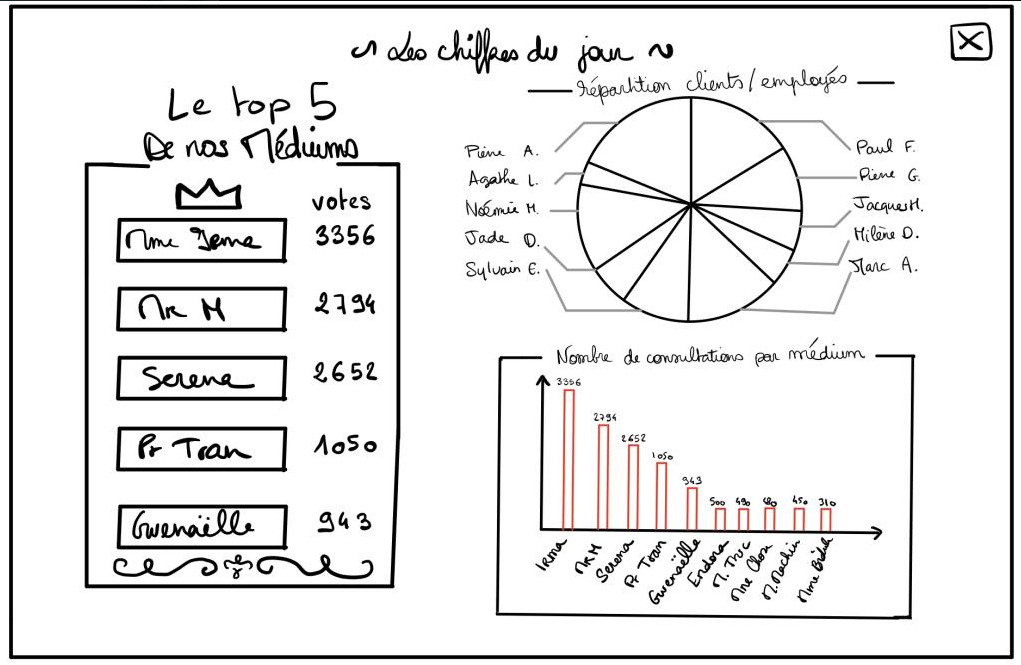 Les chiffres du jour
X
Le top 5
De nos Médiums
votes
Mme Irma 3356
Mr M 2794
Serena 2652
Pr Tran 1050
Gwenaëlle 943
Répartition clients/employés
Pierre A.
Agathe L.
Noémie M.
Jade D.
Sylvain E.
Paul F.
Pierre G.
Jacques H.
Milène D.
Marc A.
Nombre de consultations par médium
3356
2794
2652
1050
943
500
490
480
450
310
Irma
Mr M
Serena
Pr Tran
Gwenaëlle
Endora
M. Truc
Mme Chose
M. Machin
Mme Bidule